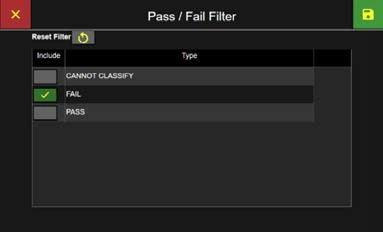 Pass / Fail Filter
Reset Filter
Include Type
CANNOT CLASSIFY
FAIL
PASS